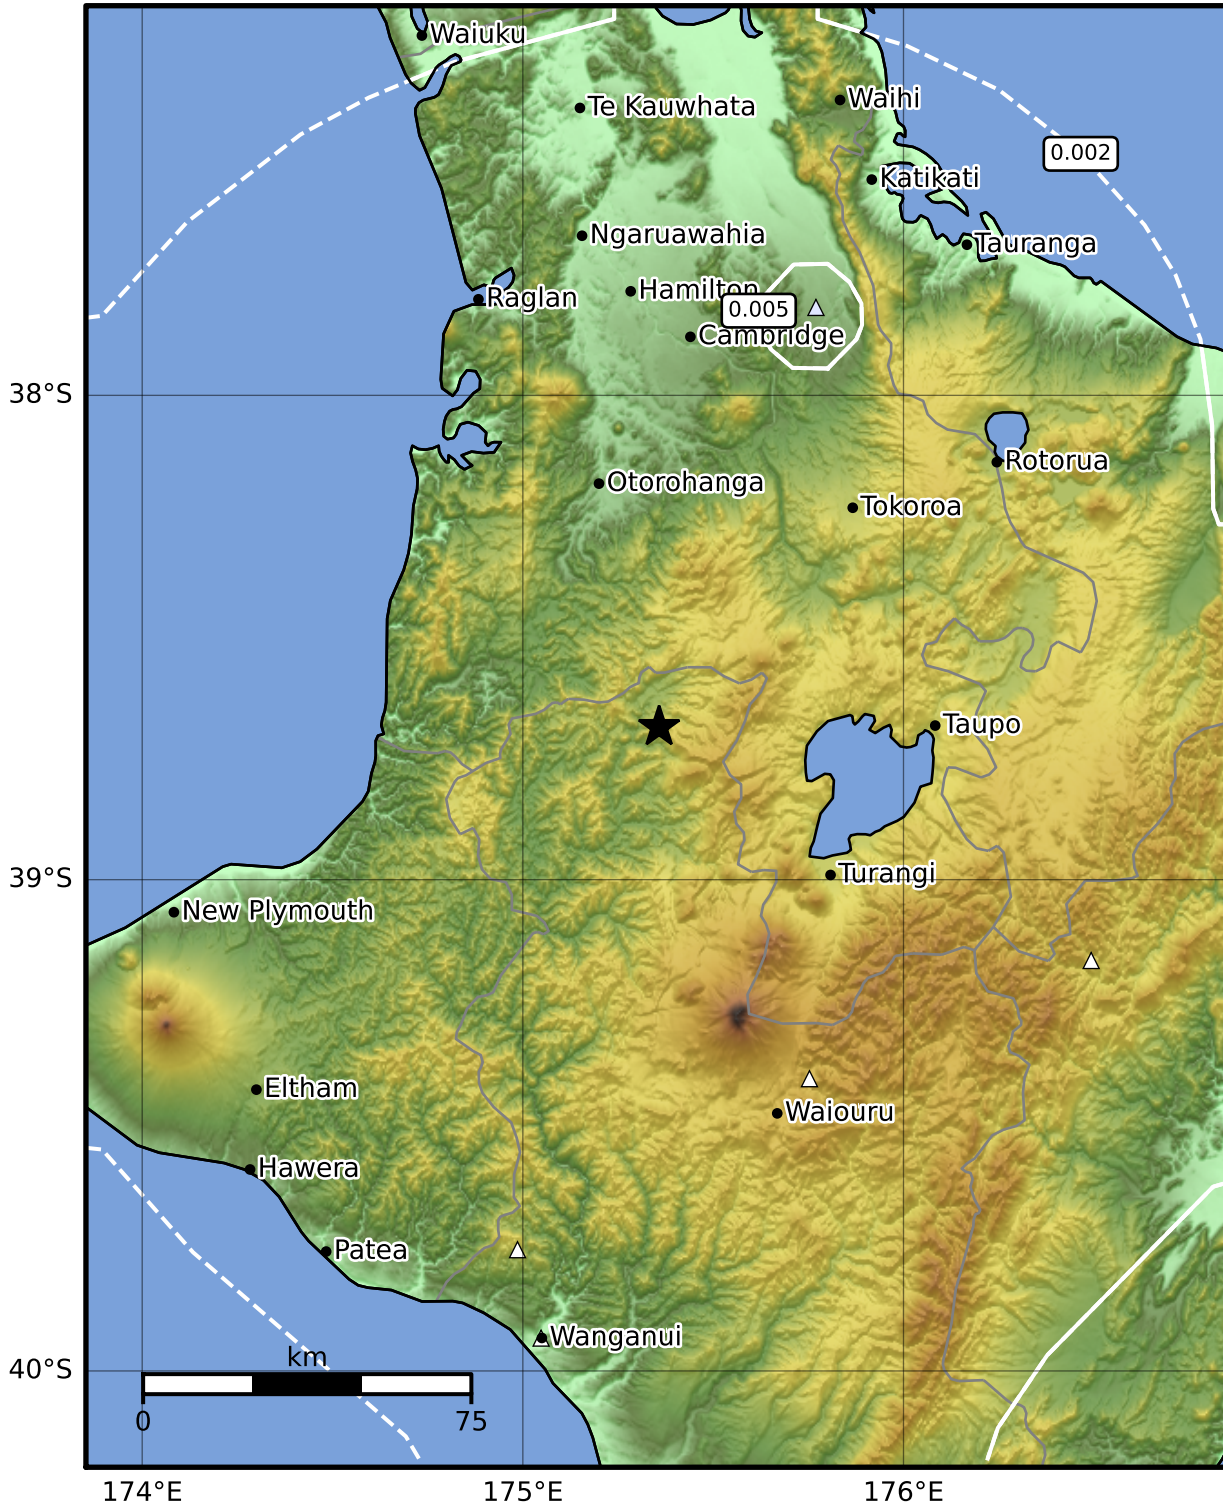 Waiuku
Te Kauwhata
Waihi
0.002
Katikati
Ngaruawahia
Tauranga
Hamilton
Raglan
0.005
Cambridge
38°S
Rotorua
Otorohanga
Tokoroa
Taupo
39°S
Turangi
New Plymouth
Eltham
Waiouru
Hawera
Patea
Wanganui
km
40°S
0 75
174°E 175°E 176°E